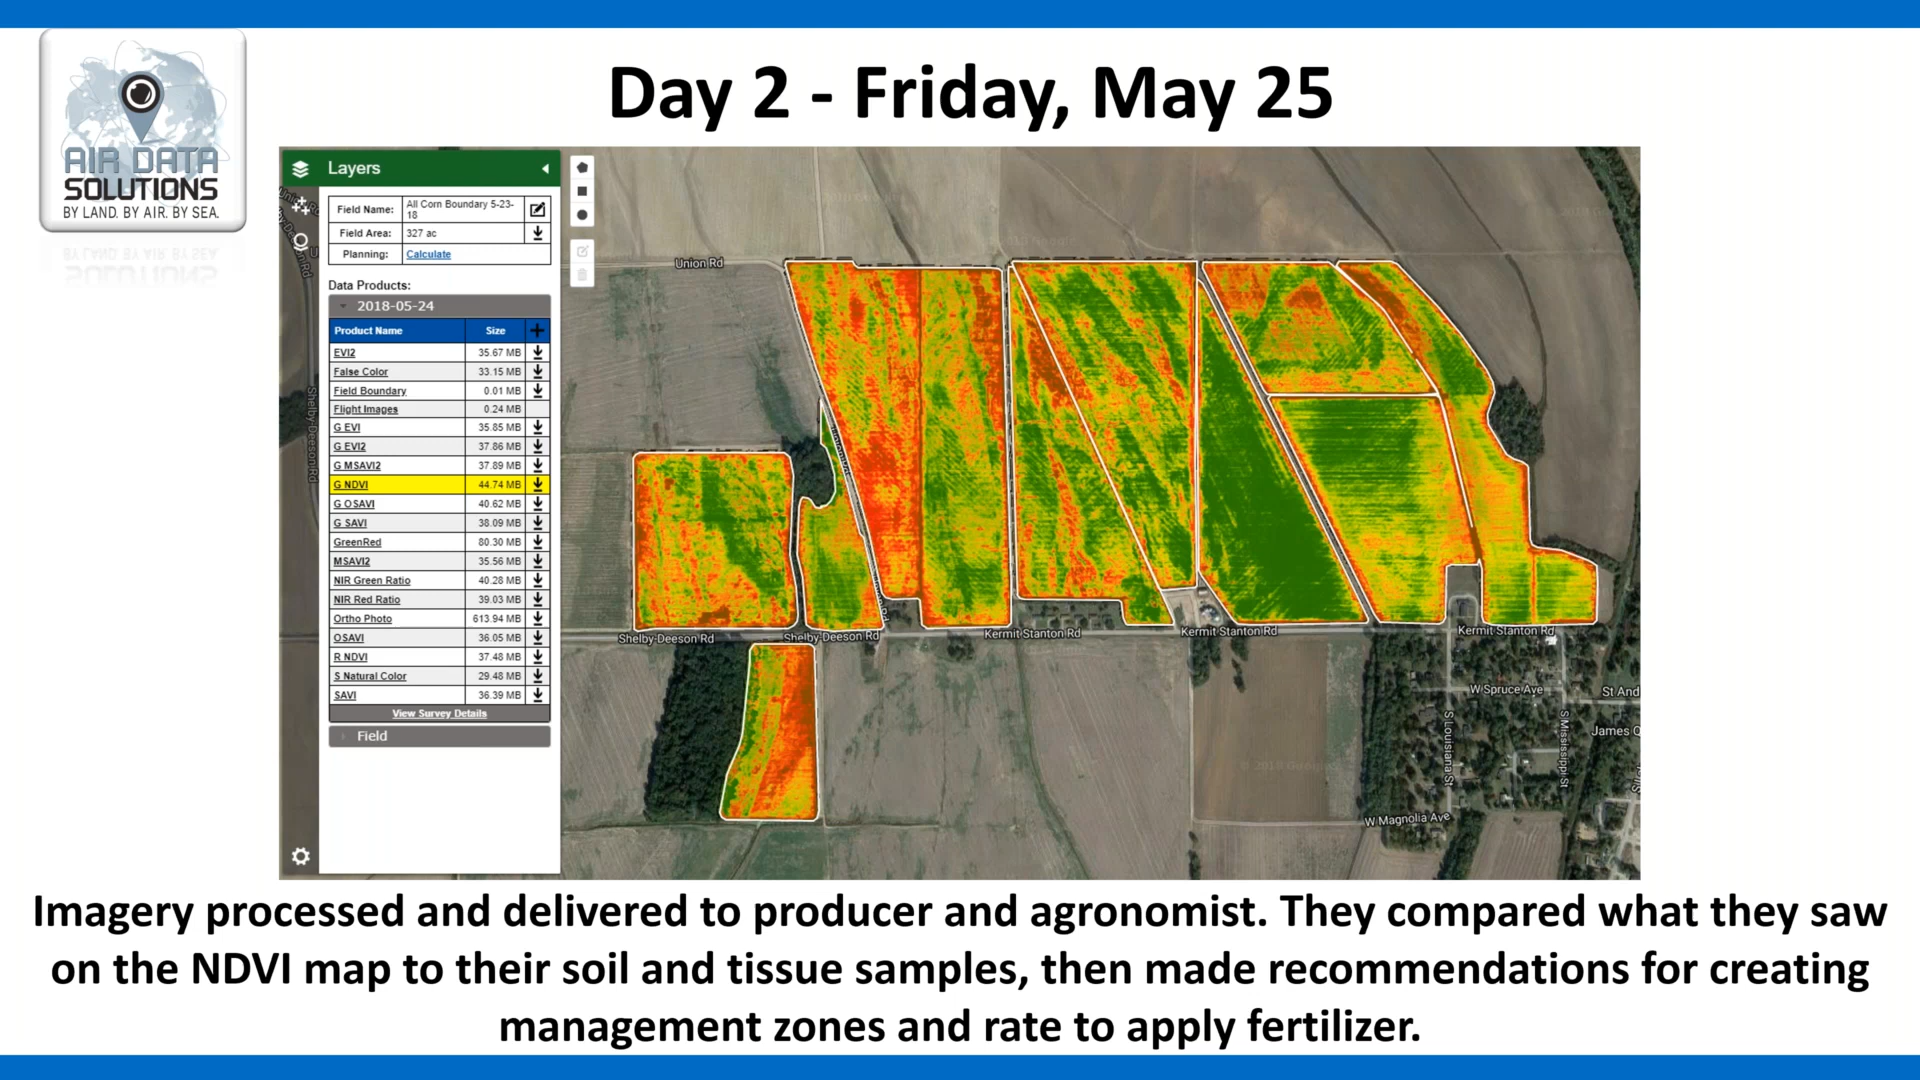 Day 2 - Friday, May 25
AIR DATA
SOLUTIONS
BY LAND. BY AIR. BY SEA.
Layers
Field Name: All Corn Boundary 5-23-18
Field Area: 327 ac
Planning: Calculate
Data Products:
2018-05-24
Product Name Size
EVI2 35.67 MB
False Color 33.15 MB
Field Boundary 0.01 MB
Flight Images 0.24 MB
G EVI 35.85 MB
G EVI2 37.86 MB
G MSAVI2 37.89 MB
G NDVI 44.74 MB
G OSAVI 40.62 MB
G SAVI 38.09 MB
GreenRed 80.30 MB
MSAVI2 35.56 MB
NIR Green Ratio 40.28 MB
NIR Red Ratio 39.03 MB
Ortho Photo 613.94 MB
OSAVI 36.05 MB
R NDVI 37.48 MB
S Natural Color 29.48 MB
SAVI 36.39 MB
View Survey Details
Field
Union Rd
Shelby-Deeson Rd
Shelby-Deeson Rd
Shelby-Deeson Rd
Kermit Stanton Rd
Kermit Stanton Rd
Kermit Stanton Rd
W Spruce Ave
St And
S Louisiana St
S Mississippi St
James
W Magnolia Ave
Imagery processed and delivered to producer and agronomist. They compared what they saw
on the NDVI map to their soil and tissue samples, then made recommendations for creating
management zones and rate to apply fertilizer.